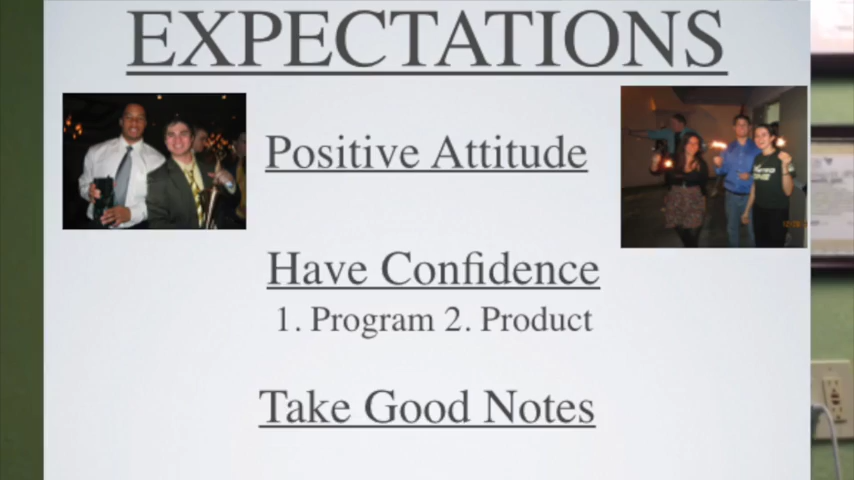 EXPECTATIONS
Positive Attitude
Have Confidence
1. Program 2. Product
Take Good Notes